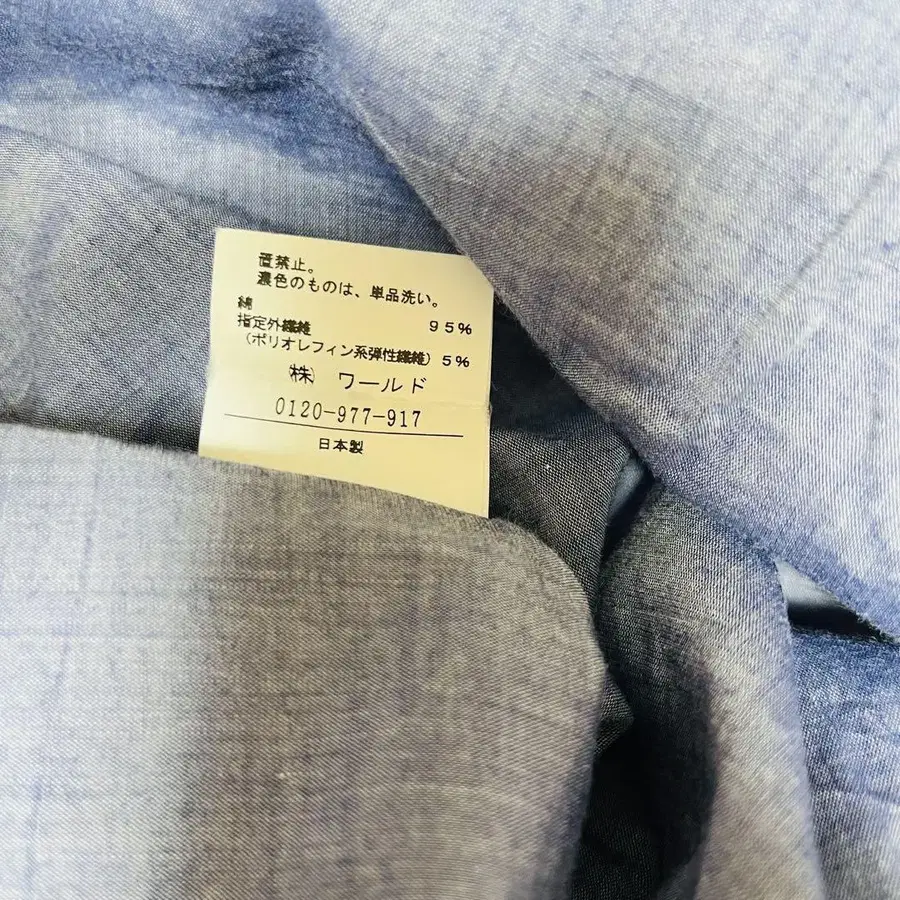 置禁止。
濃色のものは、単品洗い。
綿 95%
指定外繊維
(ポリオレフィン系弾性繊維) 5%
㈱ ワールド
0120-977-917
日本製